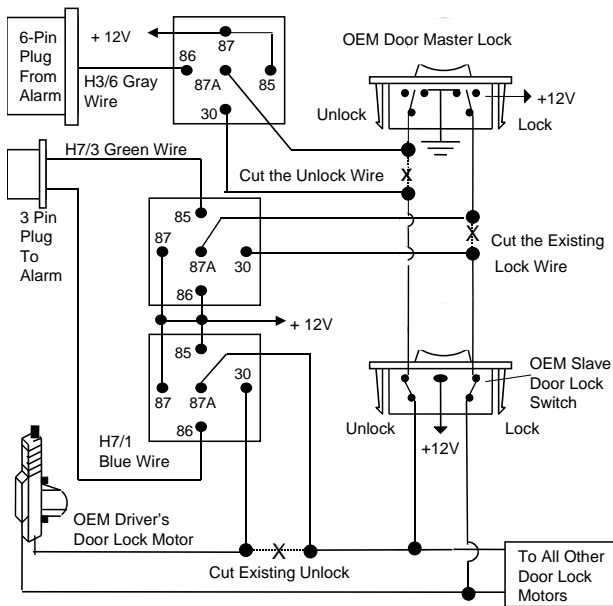 6-Pin
Plug
From
Alarm
+ 12V
87
86
87A
85
30
H3/6 Gray
Wire
OEM Door Master Lock
+12V
Unlock
Lock
H7/3 Green Wire
Cut the Unlock Wire
X
3 Pin
Plug
To
Alarm
85
87
87A
30
86
X
Cut the Existing
Lock Wire
+ 12V
85
87
87A
30
86
H7/1
Blue Wire
OEM Slave
Door Lock
Switch
Unlock
Lock
+12V
OEM Driver's
Door Lock Motor
X
Cut Existing Unlock
To All Other
Door Lock
Motors